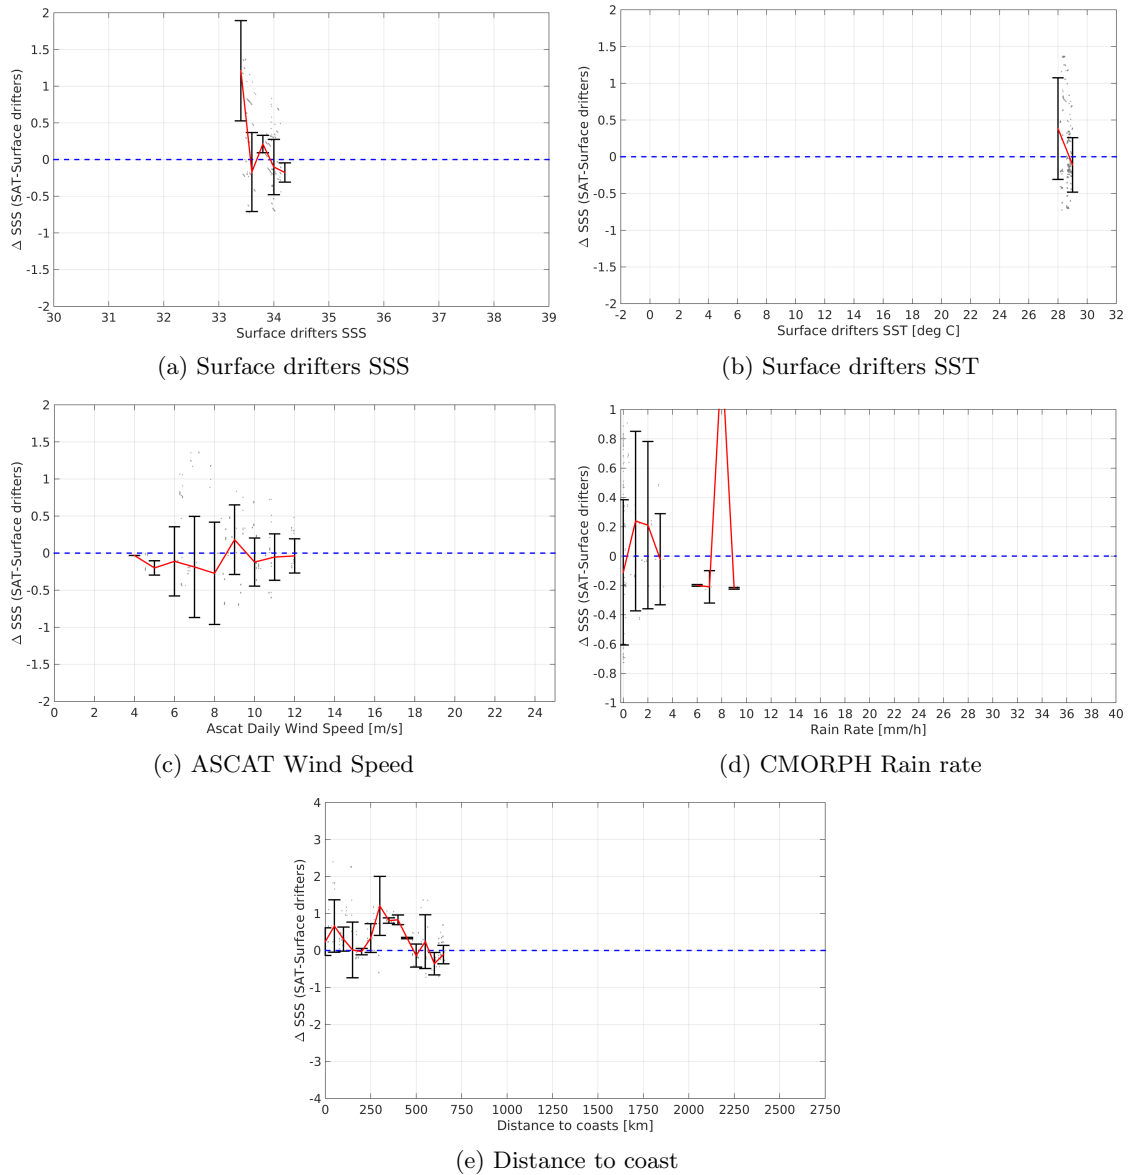 2
1.5
1
0.5
0
-0.5
-1
-1.5
-2
Δ SSS (SAT-Surface drifters)
30 31 32 33 34 35 36 37 38 39
Surface drifters SSS
(a) Surface drifters SSS
2
1.5
1
0.5
0
-0.5
-1
-1.5
-2
Δ SSS (SAT-Surface drifters)
-2 0 2 4 6 8 10 12 14 16 18 20 22 24 26 28 30 32
Surface drifters SST [deg C]
(b) Surface drifters SST
2
1.5
1
0.5
0
-0.5
-1
-1.5
-2
Δ SSS (SAT-Surface drifters)
0 2 4 6 8 10 12 14 16 18 20 22 24
Ascat Daily Wind Speed [m/s]
(c) ASCAT Wind Speed
1
0.8
0.6
0.4
0.2
0
-0.2
-0.4
-0.6
-0.8
-1
Δ SSS (SAT-Surface drifters)
0 2 4 6 8 10 12 14 16 18 20 22 24 26 28 30 32 34 36 38 40
Rain Rate [mm/h]
(d) CMORPH Rain rate
4
3
2
1
0
-1
-2
-3
-4
Δ SSS (SAT-Surface drifters)
0 250 500 750 1000 1250 1500 1750 2000 2250 2500 2750
Distance to coasts [km]
(e) Distance to coast